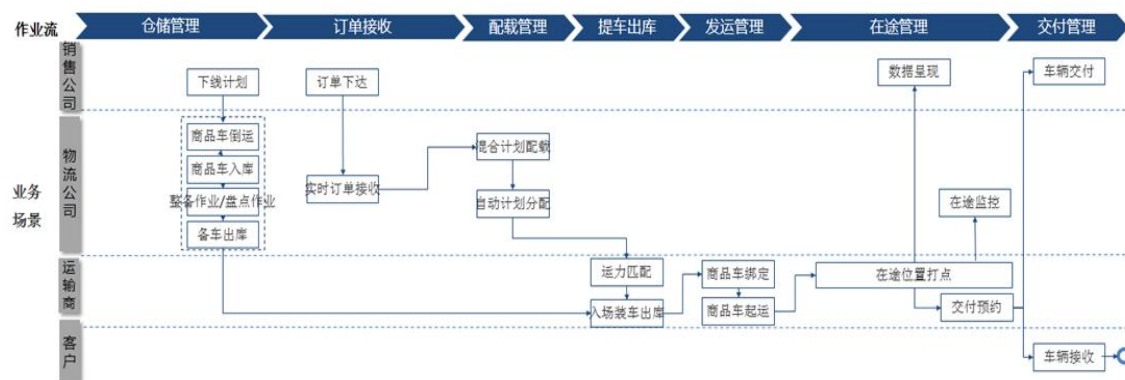 作业流
仓储管理
订单接收
配载管理
提车出库
发运管理
在途管理
交付管理
销售公司
下线计划
订单下达
数据呈现
车辆交付
业务
场景
物流公司
商品车倒运
商品车入库
整备作业/盘点作业
备车出库
实时订单接收
混合计划配载
自动计划分配
在途监控
运输商
运力匹配
入场装车出库
商品车绑定
商品车起运
在途位置打点
交付预约
客户
车辆接收